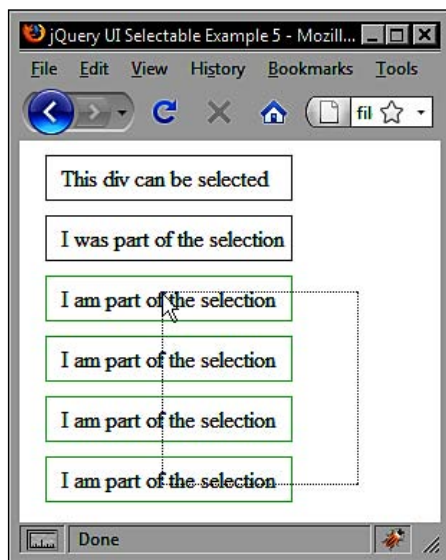 jQuery UI Selectable Example 5 - Mozill...
File Edit View History Bookmarks Tools
fil
This div can be selected
I was part of the selection
I am part of the selection
I am part of the selection
I am part of the selection
I am part of the selection
Done